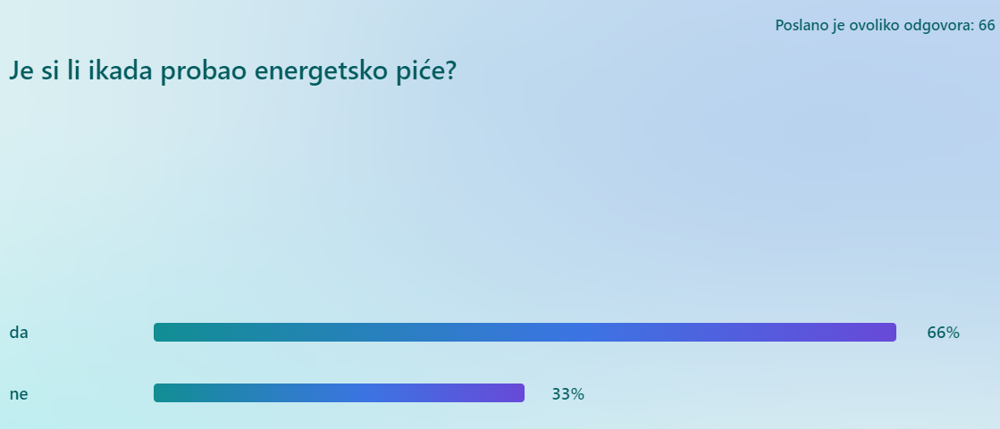 Poslano je ovoliko odgovora: 66
Je si li ikada probao energetsko piće?
da 66%
ne 33%